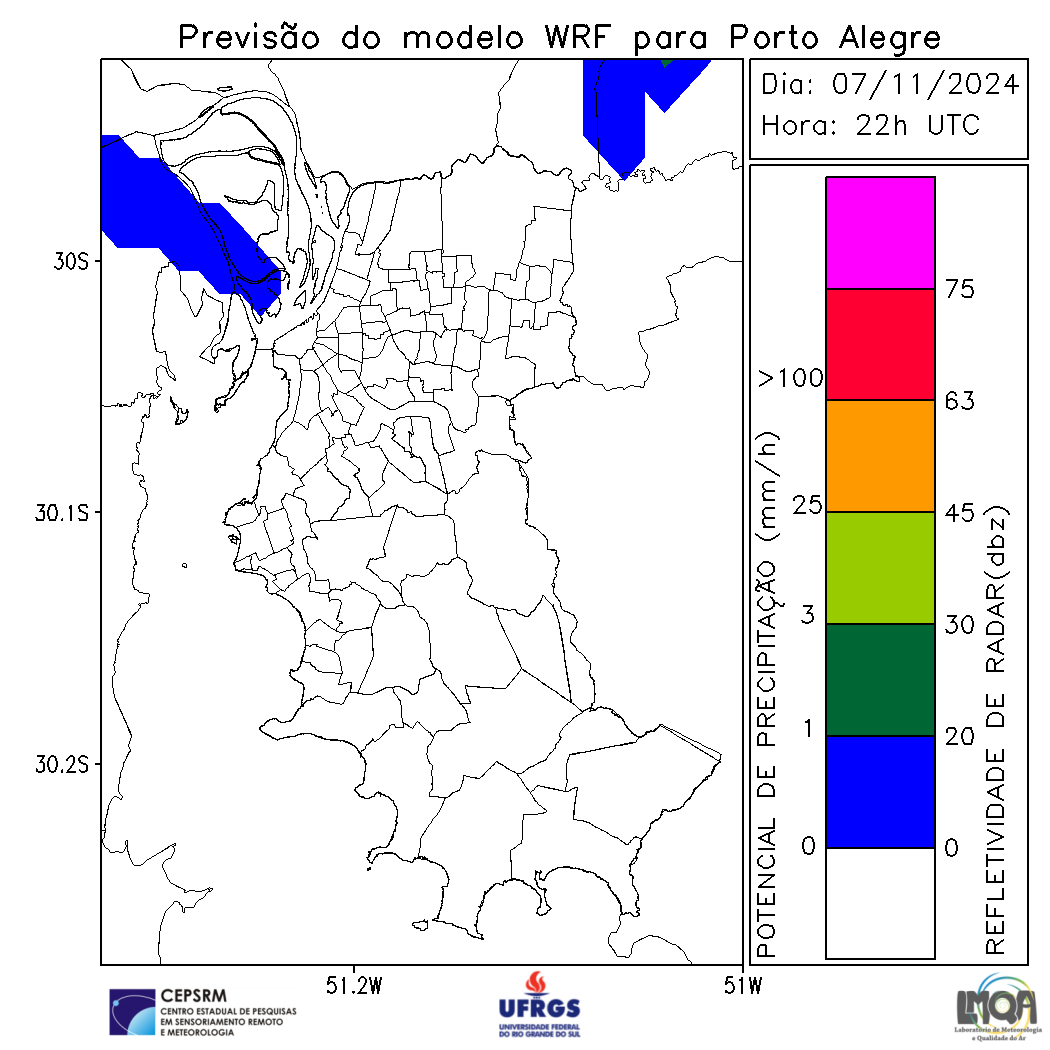 Previsão do modelo WRF para Porto Alegre
Dia: 07/11/2024
Hora: 22h UTC
30S
30.1S
30.2S
51.2W
51W
POTENCIAL DE PRECIPITAÇÃO (mm/h)
>100
25
3
1
0
75
63
45
30
20
0
REFLETIVIDADE DE RADAR(dbz)
CEPSRM
CENTRO ESTADUAL DE PESQUISAS
EM SENSORIAMENTO REMOTO
E METEOROLOGIA
UFRGS
UNIVERSIDADE FEDERAL
DO RIO GRANDE DO SUL
LMQA
Laboratório de Meteorologia
e Qualidade do Ar